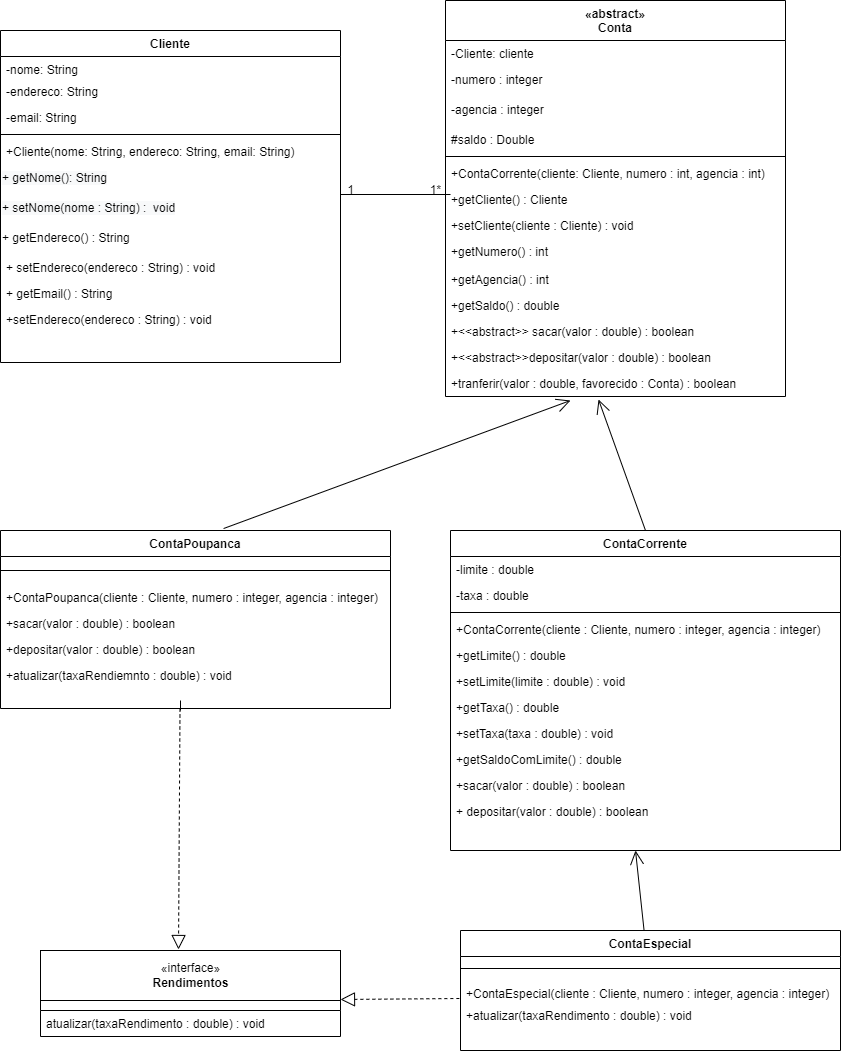 Cliente
-nome: String
-endereco: String
-email: String
+Cliente(nome: String, endereco: String, email: String)
+ getNome(): String
+ setNome(nome : String) :  void
+ getEndereco() : String
+ setEndereco(endereco : String) : void
+ getEmail() : String
+setEndereco(endereco : String) : void
1
1*
«abstract»
Conta
-Cliente: cliente
-numero : integer
-agencia : integer
#saldo : Double
+ContaCorrente(cliente: Cliente, numero : int, agencia : int)
+getCliente() : Cliente
+setCliente(cliente : Cliente) : void
+getNumero() : int
+getAgencia() : int
+getSaldo() : double
+<<abstract>> sacar(valor : double) : boolean
+<<abstract>>depositar(valor : double) : boolean
+tranferir(valor : double, favorecido : Conta) : boolean
ContaPoupanca
+ContaPoupanca(cliente : Cliente, numero : integer, agencia : integer)
+sacar(valor : double) : boolean
+depositar(valor : double) : boolean
+atualizar(taxaRendiemnto : double) : void
ContaCorrente
-limite : double
-taxa : double
+ContaCorrente(cliente : Cliente, numero : integer, agencia : integer)
+getLimite() : double
+setLimite(limite : double) : void
+getTaxa() : double
+setTaxa(taxa : double) : void
+getSaldoComLimite() : double
+sacar(valor : double) : boolean
+ depositar(valor : double) : boolean
«interface»
Rendimentos
atualizar(taxaRendimento : double) : void
ContaEspecial
+ContaEspecial(cliente : Cliente, numero : integer, agencia : integer)
+atualizar(taxaRendimento : double) : void